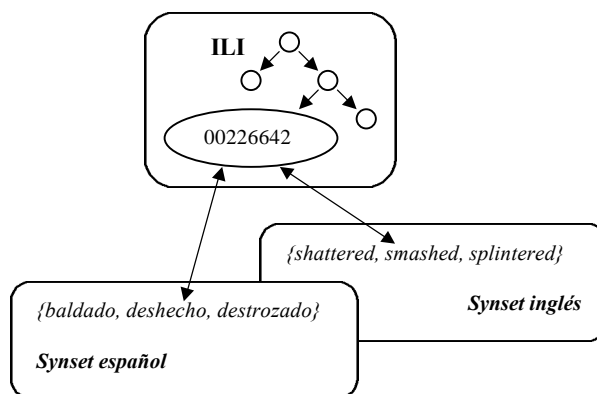 ILI
00226642
{shattered, smashed, splintered}
Synset inglés
{baldado, deshecho, destrozado}
Synset español